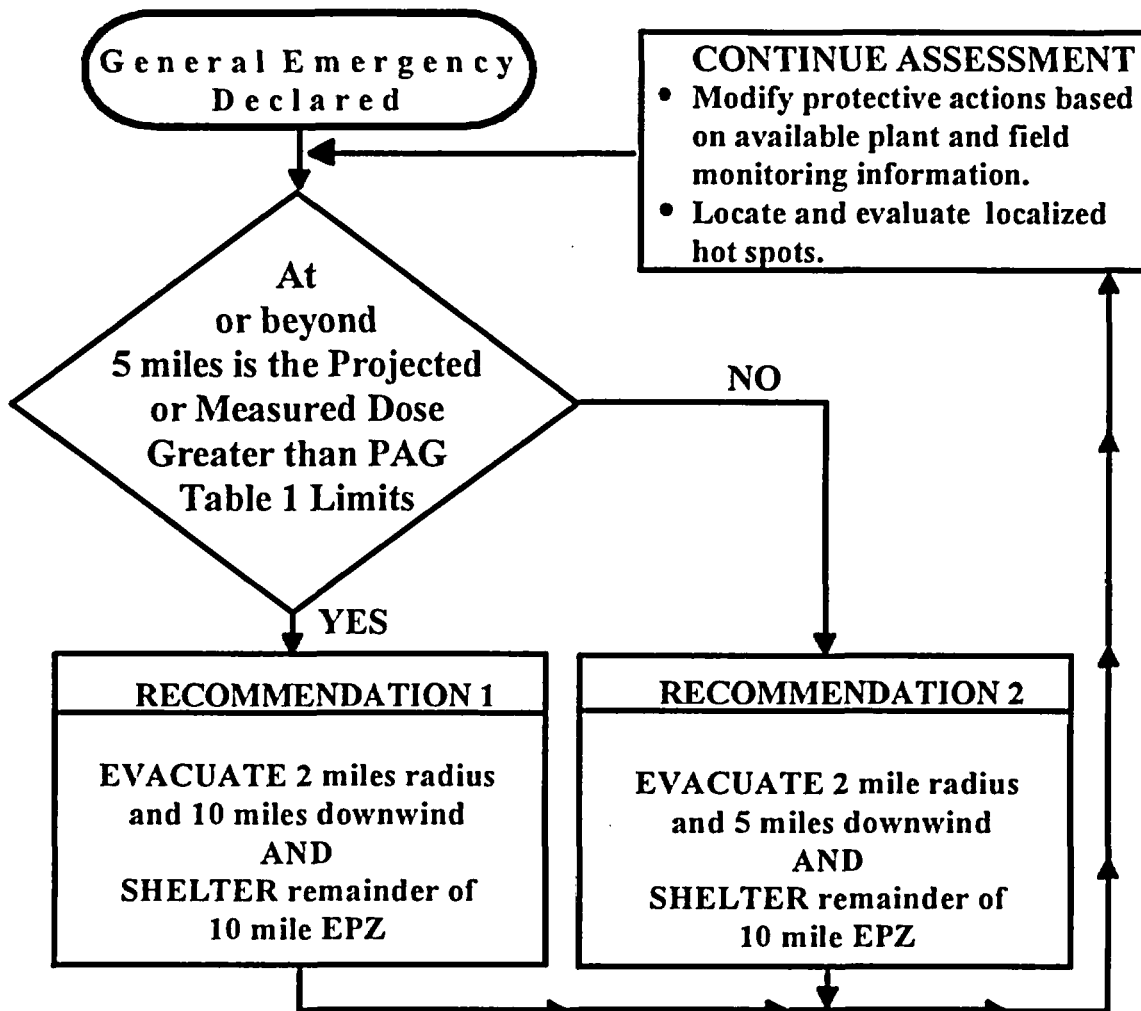 General Emergency
Declared
CONTINUE ASSESSMENT
• Modify protective actions based
on available plant and field
monitoring information.
• Locate and evaluate localized
hot spots.
At
or beyond
5 miles is the Projected
or Measured Dose
Greater than PAG
Table 1 Limits
NO
YES
RECOMMENDATION 1
EVACUATE 2 miles radius
and 10 miles downwind
AND
SHELTER remainder of
10 mile EPZ
RECOMMENDATION 2
EVACUATE 2 mile radius
and 5 miles downwind
AND
SHELTER remainder of
10 mile EPZ